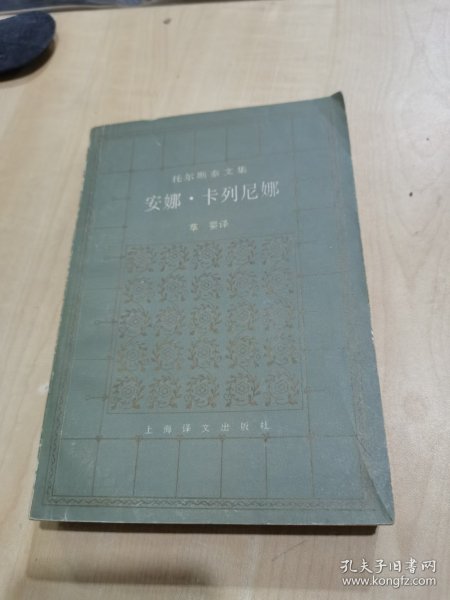 托尔斯泰文集
安娜·卡列尼娜
草婴译
上海译文出版社
孔夫子旧书网
www.kongfz.com